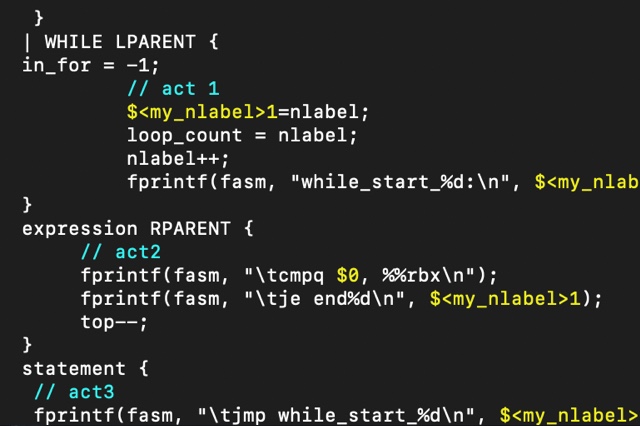 }
| WHILE LPARENT {
in_for = -1;
// act 1
$<my_nlabel>1=nlabel;
loop_count = nlabel;
nlabel++;
fprintf(fasm, "while_start_%d:\n", $<my_nlab
}
expression RPARENT {
// act2
fprintf(fasm, "\tcmpq $0, %%rbx\n");
fprintf(fasm, "\tje end%d\n", $<my_nlabel>1);
top--;
}
statement {
// act3
fprintf(fasm, "\tjmp while_start_%d\n", $<my_nlabel>